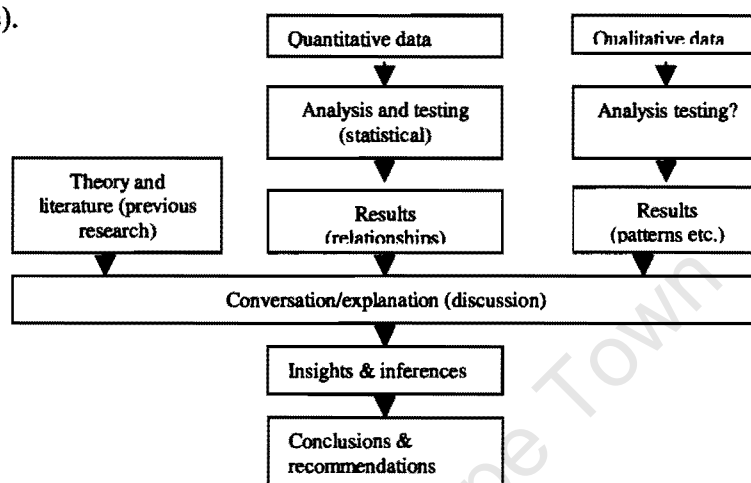 ).
Quantitative data
Qualitative data
Analysis and testing
(statistical)
Analysis testing?
Theory and
literature (previous
research)
Results
(relationships)
Results
(patterns etc.)
Conversation/explanation (discussion)
Insights & inferences
Conclusions &
recommendations
Town